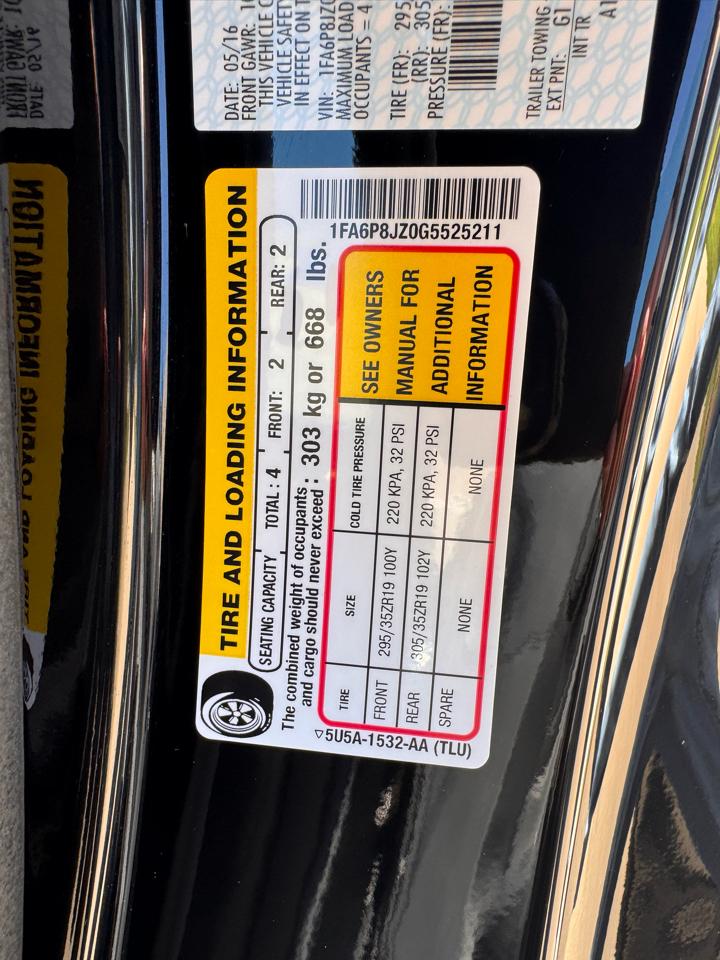 DATE: 05/16
FRONT GAWR:
THIS VEHICLE
VEHICLE SAFETY
IN EFFECT ON
VIN: 1FA6P8JZ0
MAXIMUM LOAD
OCCUPANTS = 4
TIRE (FR): 295
(RR): 305
PRESSURE (FR):
TRAILER TOWING
EXT PNT: G1
INT TR
TIRE AND LOADING INFORMATION
SEATING CAPACITY TOTAL: 4 FRONT: 2 REAR: 2
The combined weight of occupants
and cargo should never exceed : 303 kg or 668 lbs.
TIRE SIZE COLD TIRE PRESSURE
FRONT 295/35ZR19 100Y 220 KPA, 32 PSI
REAR 305/35ZR19 102Y 220 KPA, 32 PSI
SPARE NONE NONE
SEE OWNERS
MANUAL FOR
ADDITIONAL
INFORMATION
▽5U5A-1532-AA (TLU)
1FA6P8JZ0G5525211